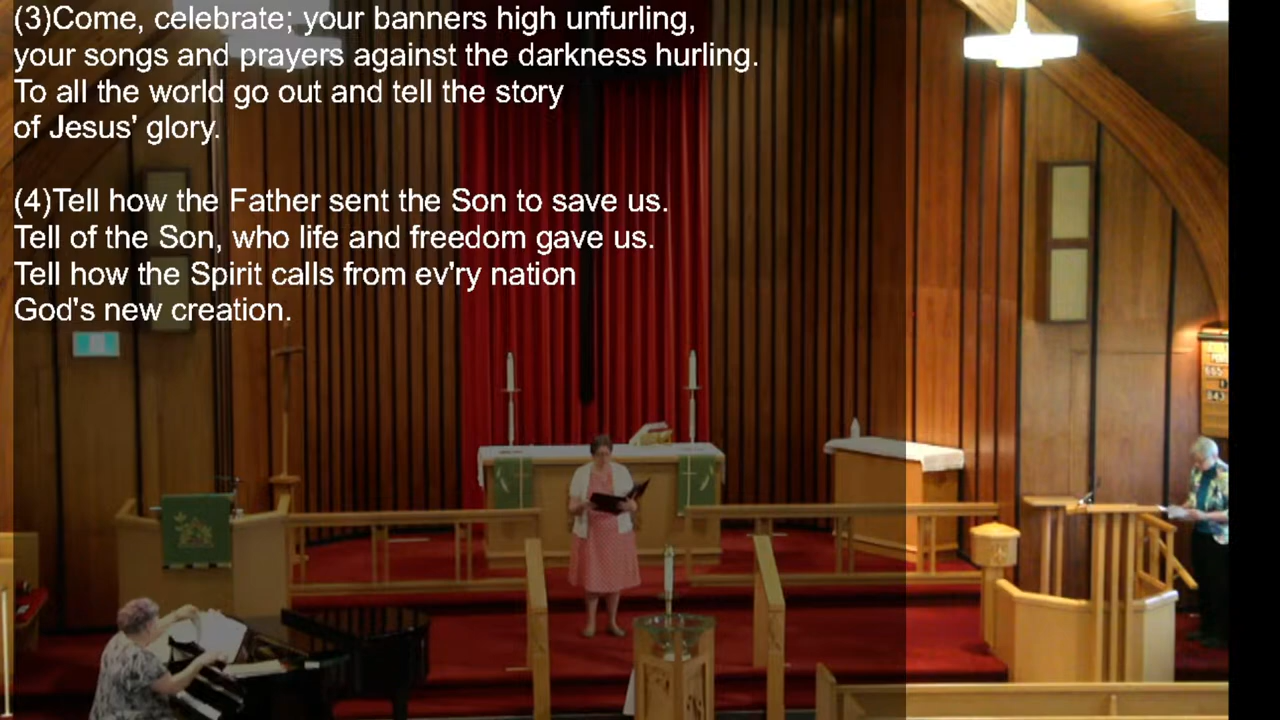 (3)Come, celebrate; your banners high unfurling,
your songs and prayers against the darkness hurling.
To all the world go out and tell the story
of Jesus' glory.
(4)Tell how the Father sent the Son to save us.
Tell of the Son, who life and freedom gave us.
Tell how the Spirit calls from ev'ry nation
God's new creation.